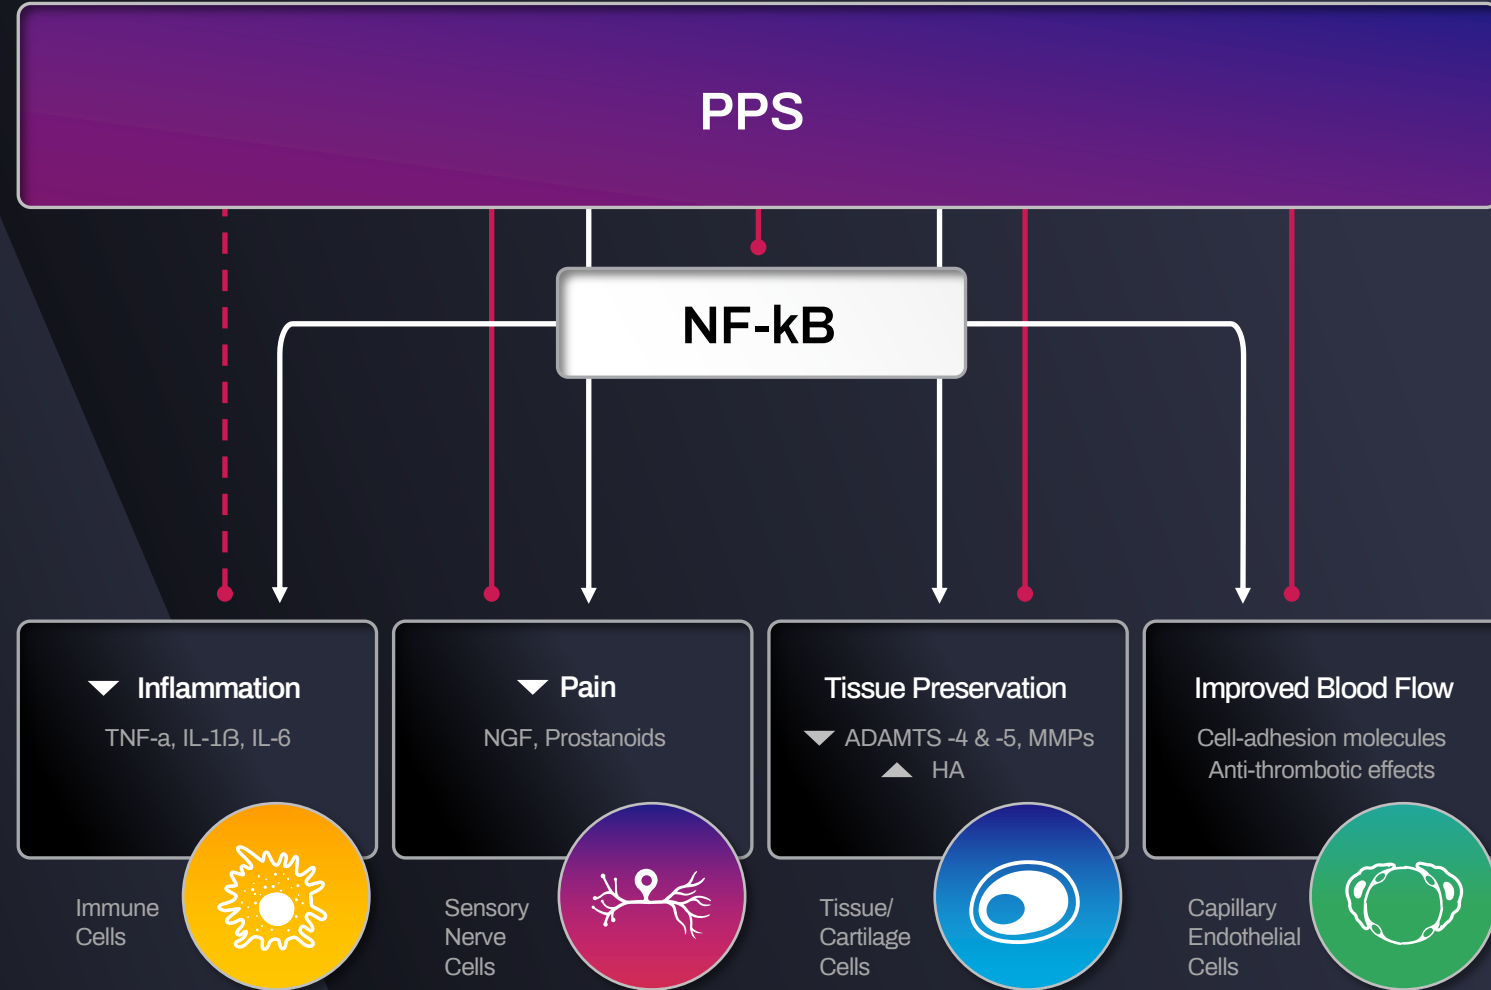 PPS
NF-kB
Inflammation
TNF-a, IL-1ß, IL-6
Immune
Cells
Pain
NGF, Prostanoids
Sensory
Nerve
Cells
Tissue Preservation
ADAMTS -4 & -5, MMPs
HA
Tissue/
Cartilage
Cells
Improved Blood Flow
Cell-adhesion molecules
Anti-thrombotic effects
Capillary
Endothelial
Cells